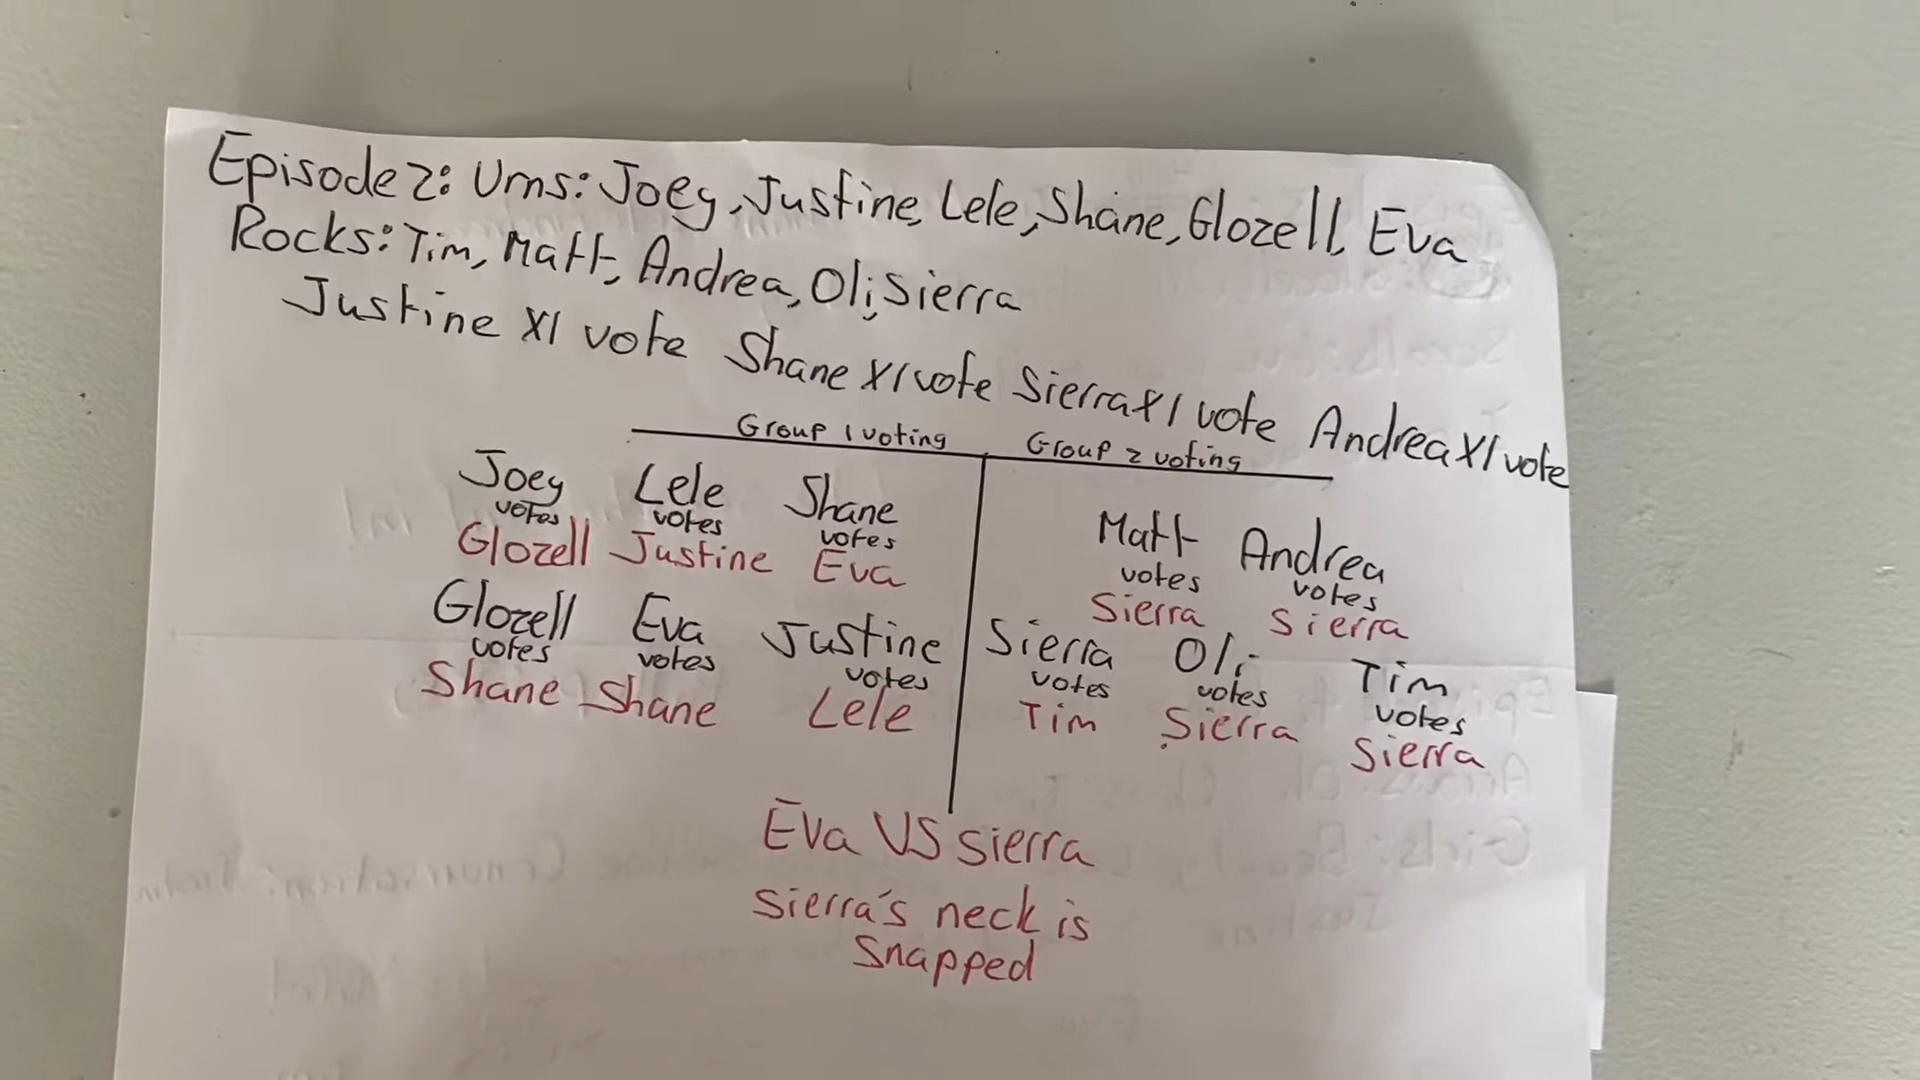 Episode 2: Urns: Joey, Justine, Lele, Shane, Glozell, Eva
Rocks: Tim, Matt, Andrea, Oli, Sierra
Justine X1 vote Shane X1 vote Sierra X1 vote Andrea X1 vote
Group 1 voting Group 2 voting
Joey Lele Shane
votes votes votes
Glozell Justine Eva
Glozell Eva Justine
votes votes votes
Shane Shane Lele
Matt Andrea
votes votes
Sierra Sierra
Sierra Oli Tim
votes votes votes
Tim Sierra Sierra
Eva VS Sierra
Sierra's neck is
snapped